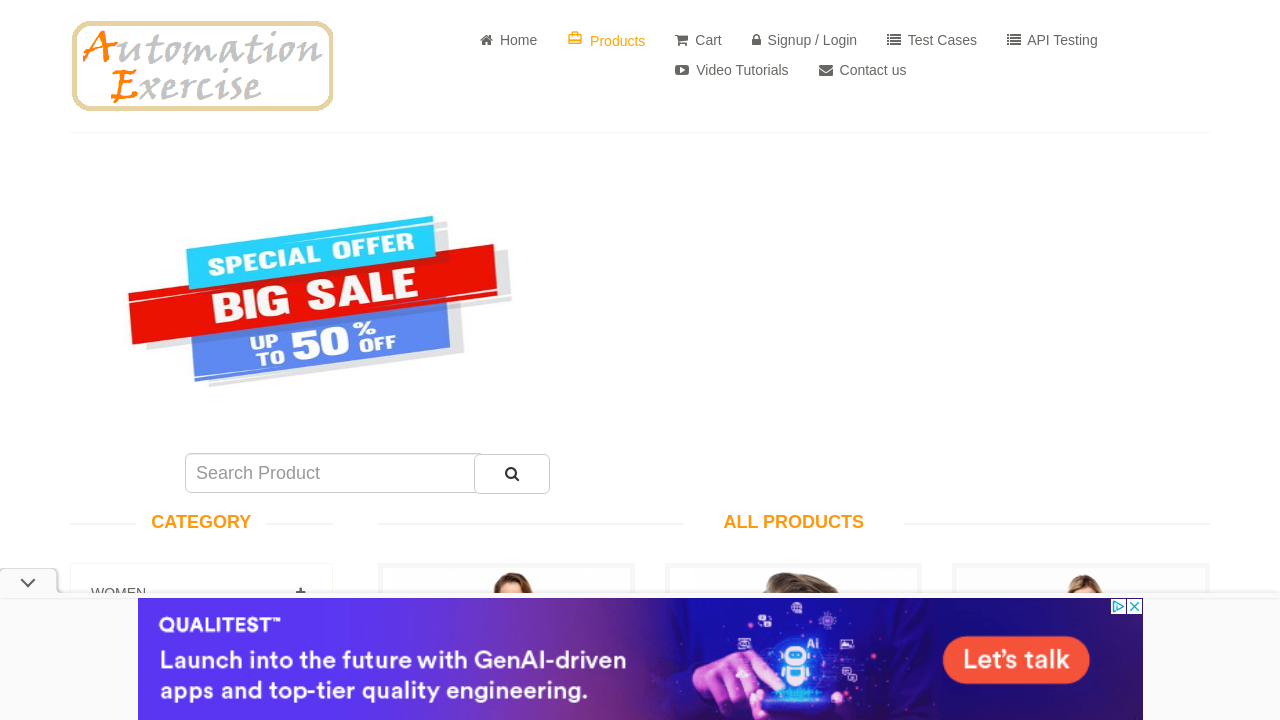 Automation
Exercise
Home
Products
Cart
Signup / Login
Test Cases
API Testing
Video Tutorials
Contact us
SPECIAL OFFER
BIG SALE
UP TO 50% OFF
Search Product
CATEGORY
ALL PRODUCTS
WOMEN
QUALITEST™
Launch into the future with GenAI-driven
apps and top-tier quality engineering.
Ai
Let's talk